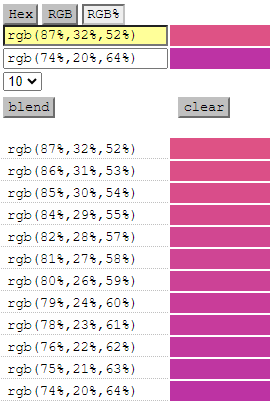 Hex RGB RGB%
rgb(87%,32%,52%)
rgb(74%,20%,64%)
10
blend clear
rgb(87%,32%,52%)
rgb(86%,31%,53%)
rgb(85%,30%,54%)
rgb(84%,29%,55%)
rgb(82%,28%,57%)
rgb(81%,27%,58%)
rgb(80%,26%,59%)
rgb(79%,24%,60%)
rgb(78%,23%,61%)
rgb(76%,22%,62%)
rgb(75%,21%,63%)
rgb(74%,20%,64%)